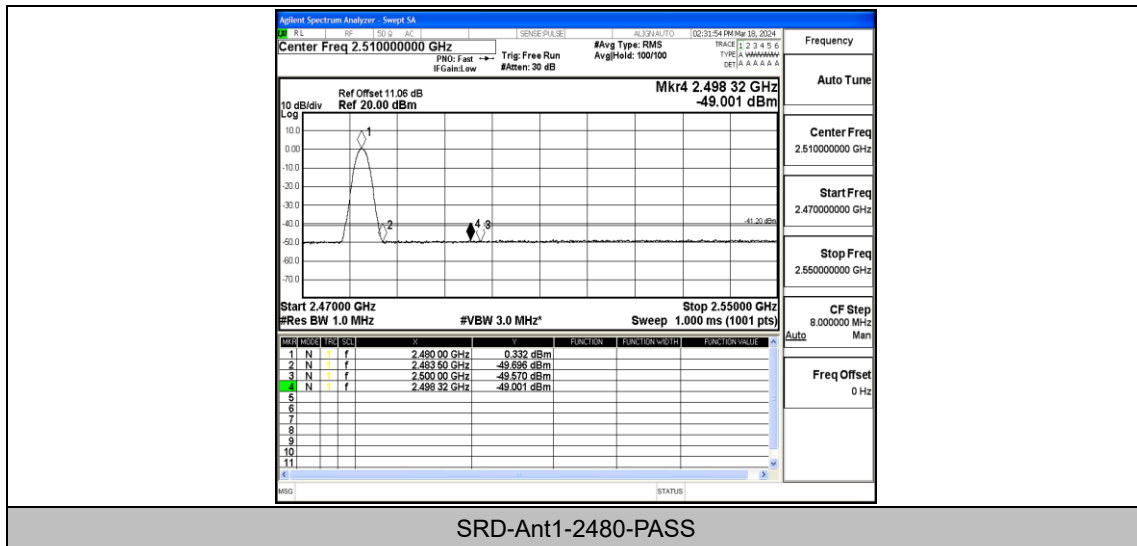 Agilent Spectrum Analyzer - Swept SA
RL RF 50 Ω AC SENSE:PULSE ALIGN AUTO 02:31:54 PM Mar 18, 2024
Center Freq 2.510000000 GHz
PNO: Fast
IFGain:Low
Trig: Free Run
#Atten: 30 dB
#Avg Type: RMS
Avg|Hold: 100/100
TRACE 1 2 3 4 5 6
TYPE A WWWWW
DET A A A A A A
Frequency
Mkr4 2.498 32 GHz
-49.001 dBm
Ref Offset 11.06 dB
10 dB/div Ref 20.00 dBm
Log
10.0
0.00
-10.0
-20.0
-30.0
-40.0
-50.0
-60.0
-70.0
1
2
4 3
-41.20 dBm
Start 2.47000 GHz Stop 2.55000 GHz
#Res BW 1.0 MHz #VBW 3.0 MHz* Sweep 1.000 ms (1001 pts)
MKR MODE TRC SCL X Y FUNCTION FUNCTION WIDTH FUNCTION VALUE
1 N 1 f 2.480 00 GHz 0.332 dBm
2 N 1 f 2.483 50 GHz -49.696 dBm
3 N 1 f 2.500 00 GHz -49.570 dBm
4 N 1 f 2.498 32 GHz -49.001 dBm
5
6
7
8
9
10
11
MSG STATUS
Auto Tune
Center Freq
2.510000000 GHz
Start Freq
2.470000000 GHz
Stop Freq
2.550000000 GHz
CF Step
8.000000 MHz
Auto Man
Freq Offset
0 Hz
SRD-Ant1-2480-PASS